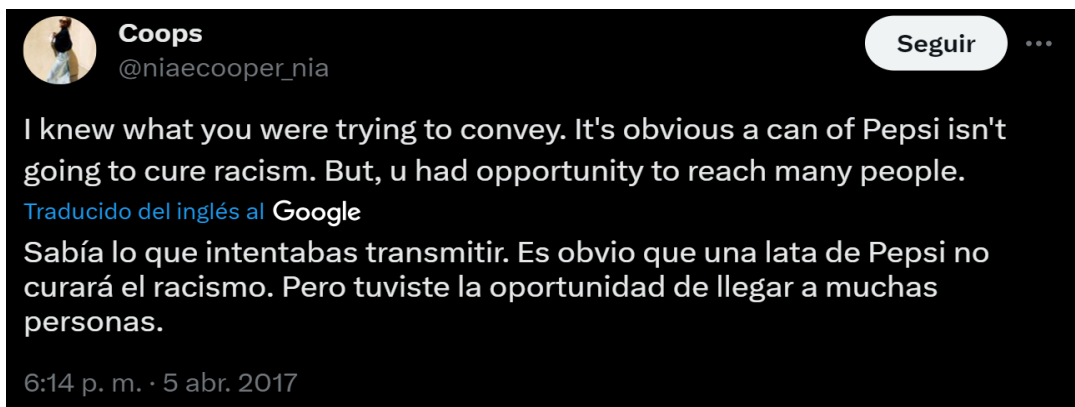 Coops
Seguir
@niaecooper_nia
I knew what you were trying to convey. It's obvious a can of Pepsi isn't
going to cure racism. But, u had opportunity to reach many people.
Traducido del inglés al Google
Sabía lo que intentabas transmitir. Es obvio que una lata de Pepsi no
curará el racismo. Pero tuviste la oportunidad de llegar a muchas
personas.
6:14 p. m. · 5 abr. 2017